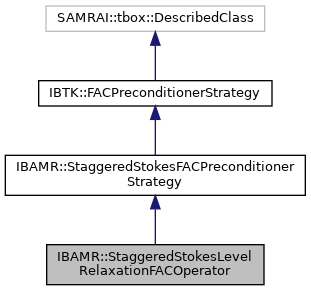 SAMRAI::tbox::DescribedClass
IBTK::FACPreconditionerStrategy
IBAMR::StaggeredStokesFACPreconditioner
Strategy
IBAMR::StaggeredStokesLevel
RelaxationFACOperator